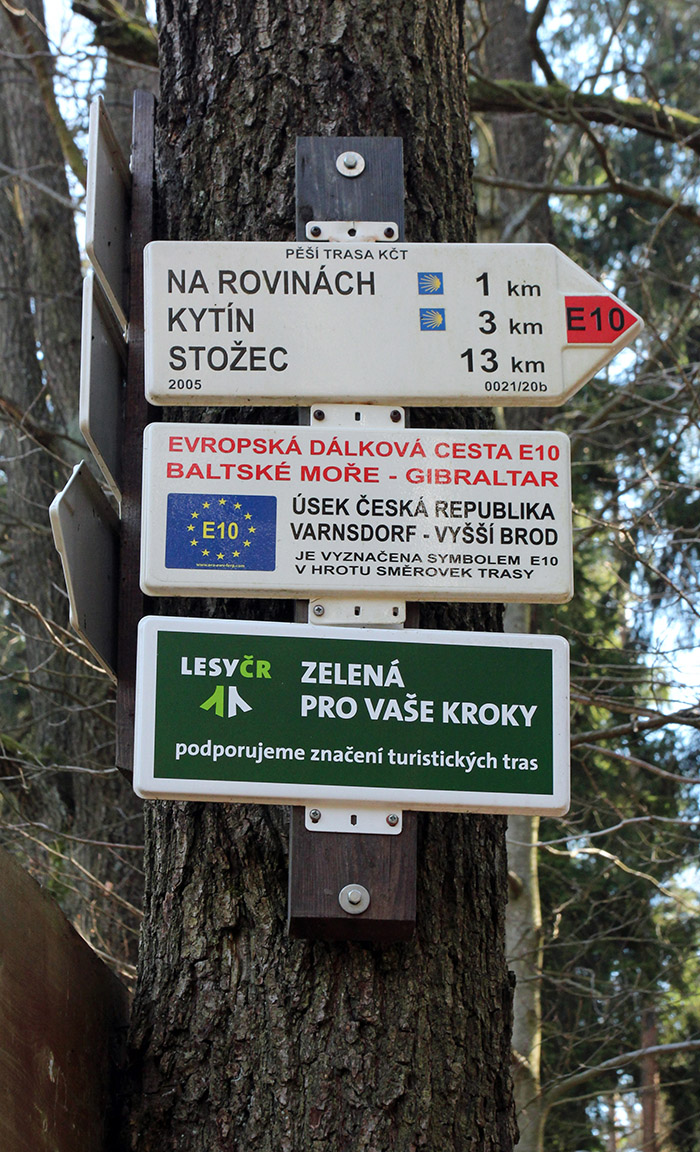 PĚŠÍ TRASA KČT
NA ROVINÁCH 1 km
KYTÍN 3 km
STOŽEC 13 km
E10
2005 0021/20b
EVROPSKÁ DÁLKOVÁ CESTA E10
BALTSKÉ MOŘE - GIBRALTAR
E10
ÚSEK ČESKÁ REPUBLIKA
VARNSDORF - VYŠŠÍ BROD
JE VYZNAČENA SYMBOLEM E10
V HROTU SMĚROVEK TRASY
LESYČR
ZELENÁ
PRO VAŠE KROKY
podporujeme značení turistických tras